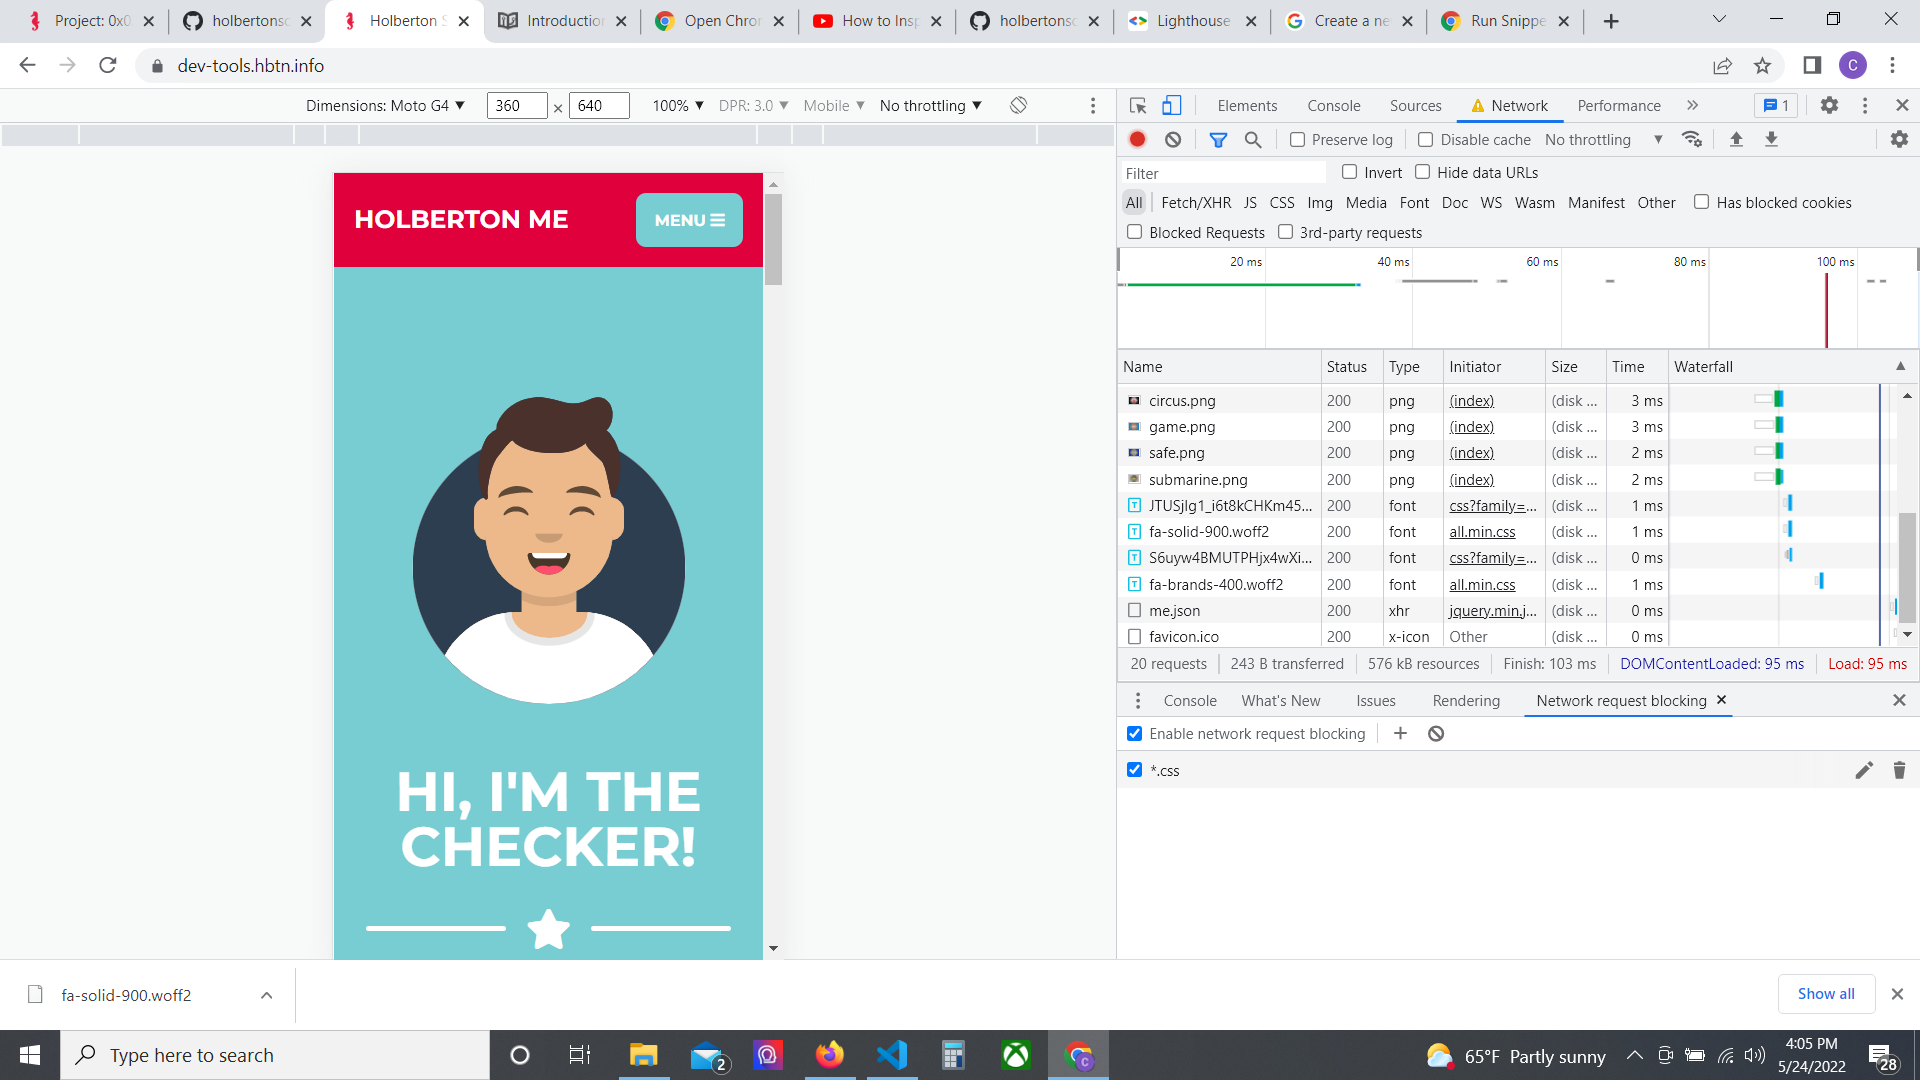 Project: 0x0
holbertonsc
Holberton S
Introduction
Open Chron
How to Insp
holbertonsc
Lighthouse
Create a ne
Run Snippe
dev-tools.hbtn.info
C
Dimensions: Moto G4 ▼ 360 × 640 100% ▼ DPR: 3.0 ▼ Mobile ▼ No throttling ▼
Elements Console Sources Network Performance » 1
Preserve log Disable cache No throttling ▼
Filter Invert Hide data URLs
All Fetch/XHR JS CSS Img Media Font Doc WS Wasm Manifest Other Has blocked cookies
Blocked Requests 3rd-party requests
20 ms 40 ms 60 ms 80 ms 100 ms
Name Status Type Initiator Size Time Waterfall
circus.png 200 png (index) (disk ... 3 ms
game.png 200 png (index) (disk ... 3 ms
safe.png 200 png (index) (disk ... 2 ms
submarine.png 200 png (index) (disk ... 2 ms
JTUSjIg1_i6t8kCHKm45... 200 font css?family=... (disk ... 1 ms
fa-solid-900.woff2 200 font all.min.css (disk ... 1 ms
S6uyw4BMUTPHjx4wXi... 200 font css?family=... (disk ... 0 ms
fa-brands-400.woff2 200 font all.min.css (disk ... 1 ms
me.json 200 xhr jquery.min.j... (disk ... 0 ms
favicon.ico 200 x-icon Other (disk ... 0 ms
20 requests 243 B transferred 576 kB resources Finish: 103 ms DOMContentLoaded: 95 ms Load: 95 ms
Console What's New Issues Rendering Network request blocking
Enable network request blocking
*.css
HOLBERTON ME
MENU
HI, I'M THE
CHECKER!
fa-solid-900.woff2
Show all
Type here to search
2
65°F Partly sunny
4:05 PM
5/24/2022
28